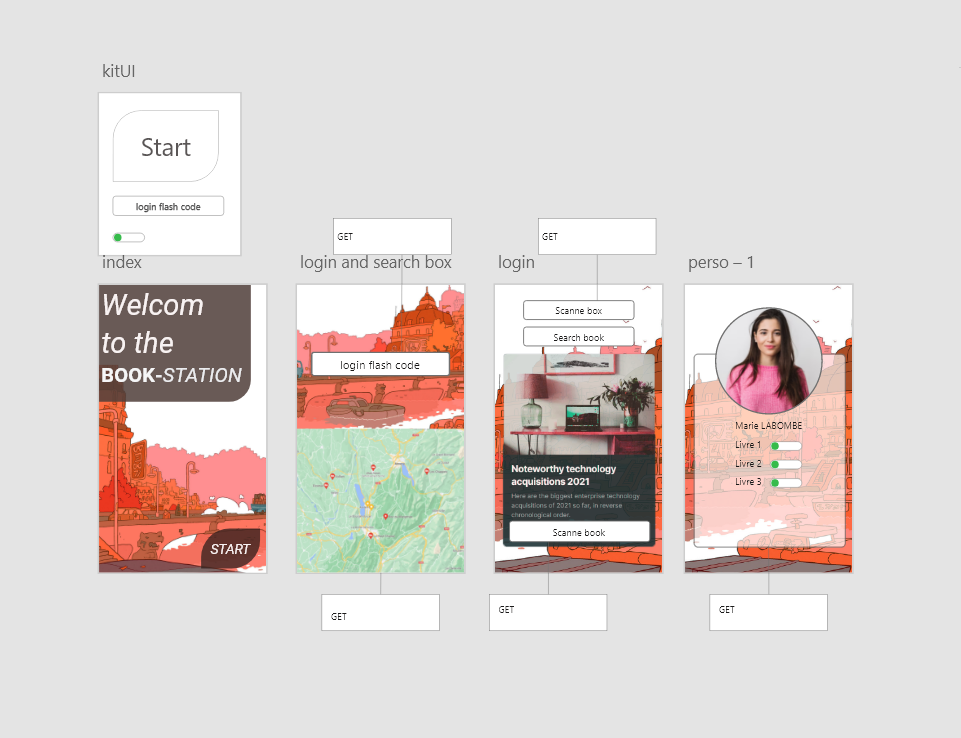 kitUI
Start
login flash code
index
Welcom
to the
BOOK-STATION
START
GET
login and search box
login flash code
GET
GET
login
Scanne box
Search book
Noteworthy technology
acquisitions 2021
Here are the biggest enterprise technology
acquisitions of 2021 so far, in reverse
chronological order.
Scanne book
GET
perso – 1
Marie LABOMBE
Livre 1
Livre 2
Livre 3
GET